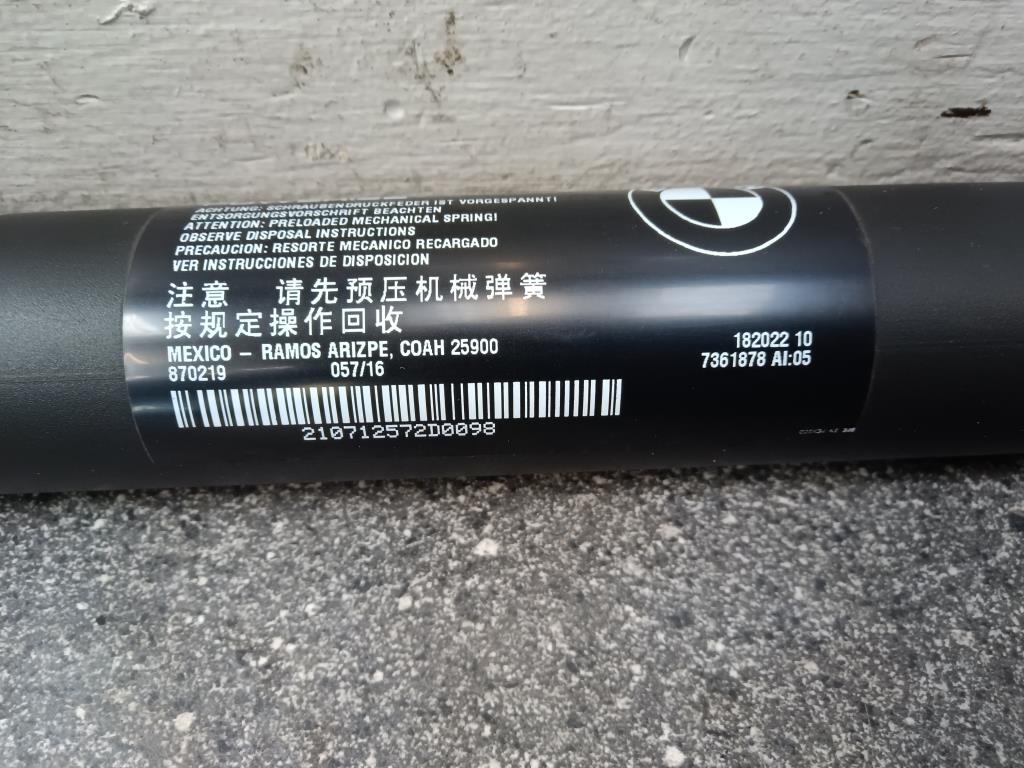 ACHTUNG: SCHRAUBENDRUCKFEDER IST VORGESPANNT!
ENTSORGUNGSVORSCHRIFT BEACHTEN
ATTENTION: PRELOADED MECHANICAL SPRING!
OBSERVE DISPOSAL INSTRUCTIONS
PRECAUCION: RESORTE MECANICO RECARGADO
VER INSTRUCCIONES DE DISPOSICION
注意 请先预压机械弹簧
按规定操作回收
MEXICO – RAMOS ARIZPE, COAH 25900
870219 057/16
210712572D0098
182022 10
7361878 AI:05